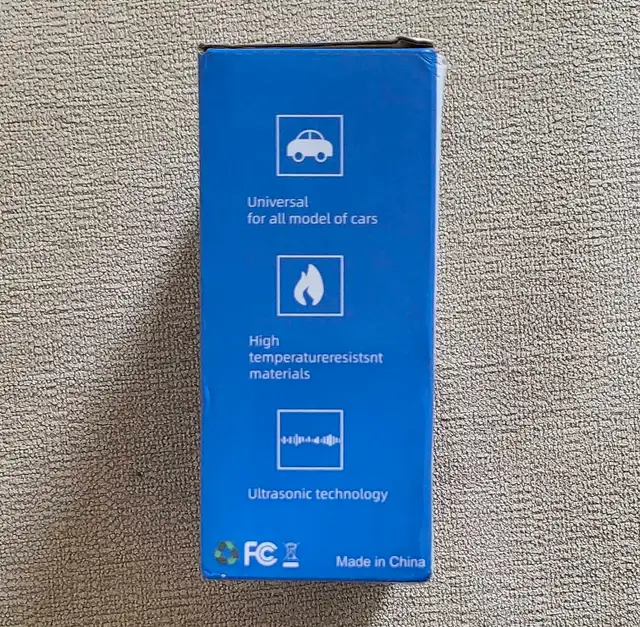 Universal
for all model of cars
High
temperatureresistsnt
materials
Ultrasonic technology
FC
Made in China